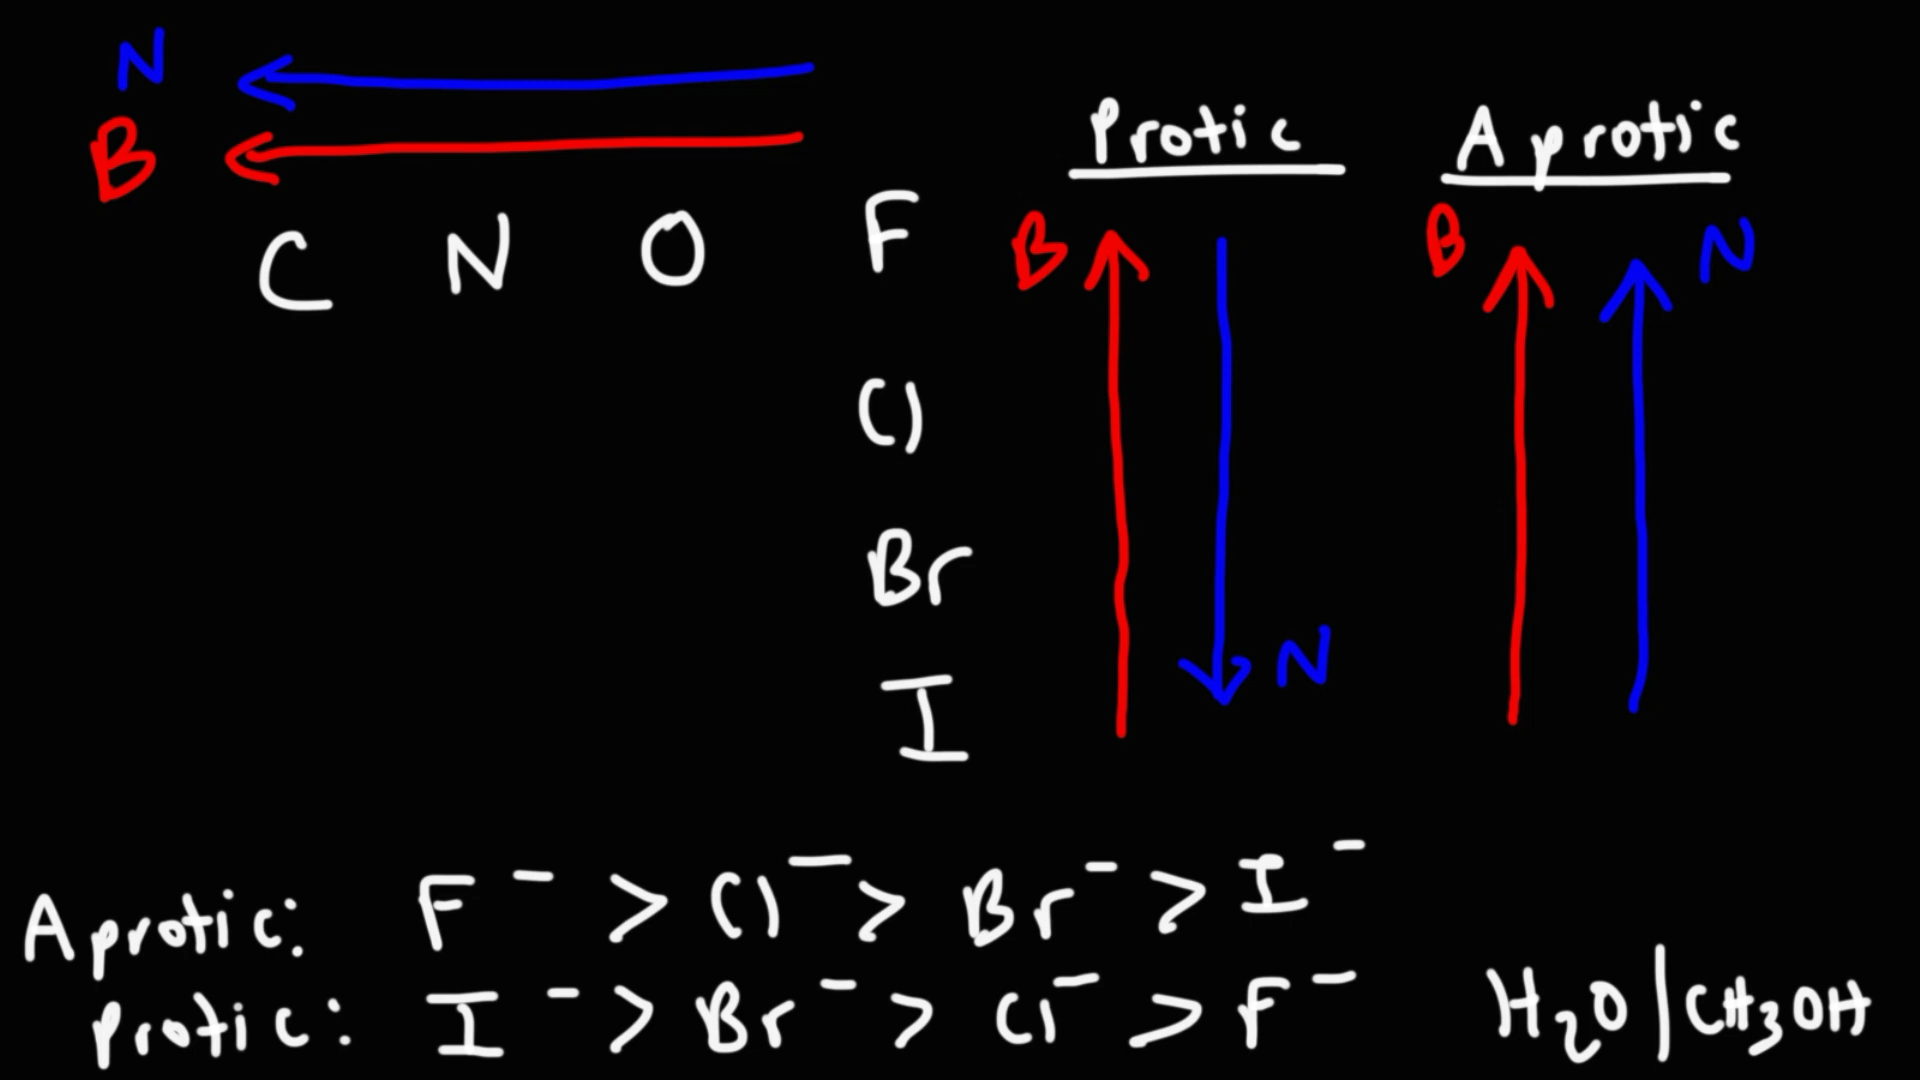 N
B
Protic Aprotic
C N O F
B B N
Cl
Br
N
I
Aprotic: F⁻ > Cl⁻ > Br⁻ > I⁻
Protic: I⁻ > Br⁻ > Cl⁻ > F⁻ H₂O | CH₃OH